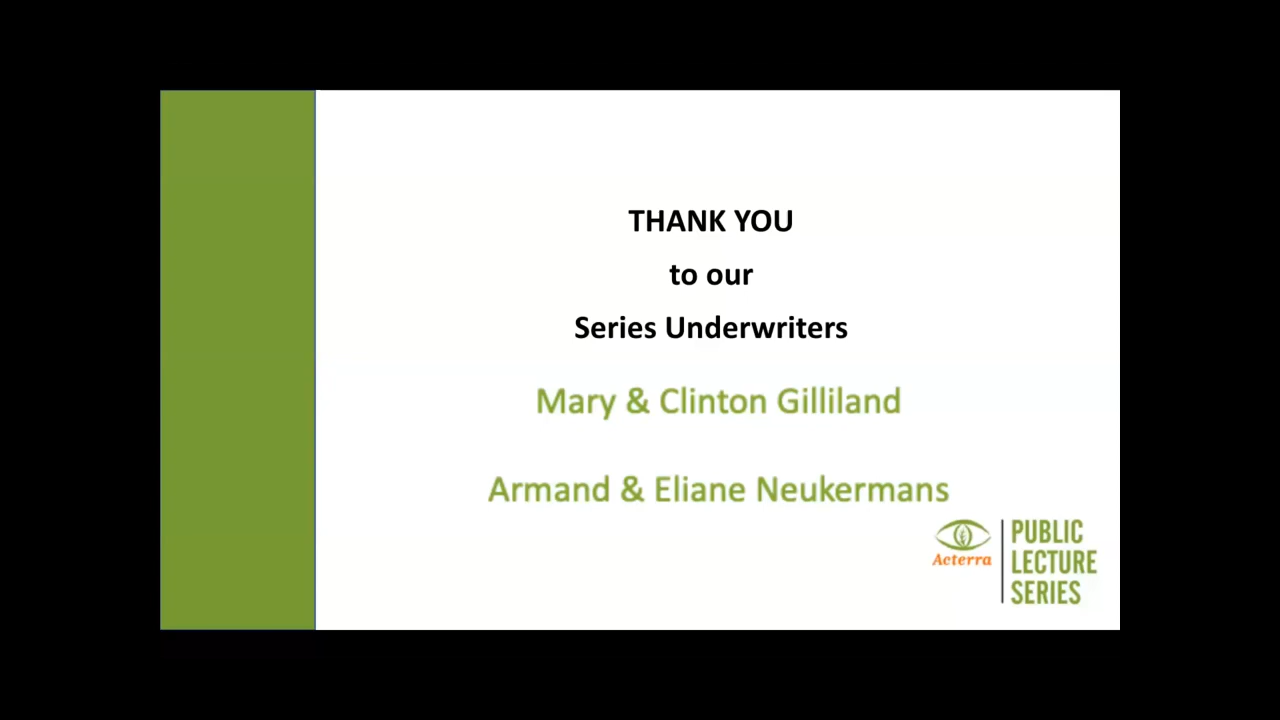 THANK YOU
to our
Series Underwriters
Mary & Clinton Gilliland
Armand & Eliane Neukermans
Acterra
PUBLIC
LECTURE
SERIES